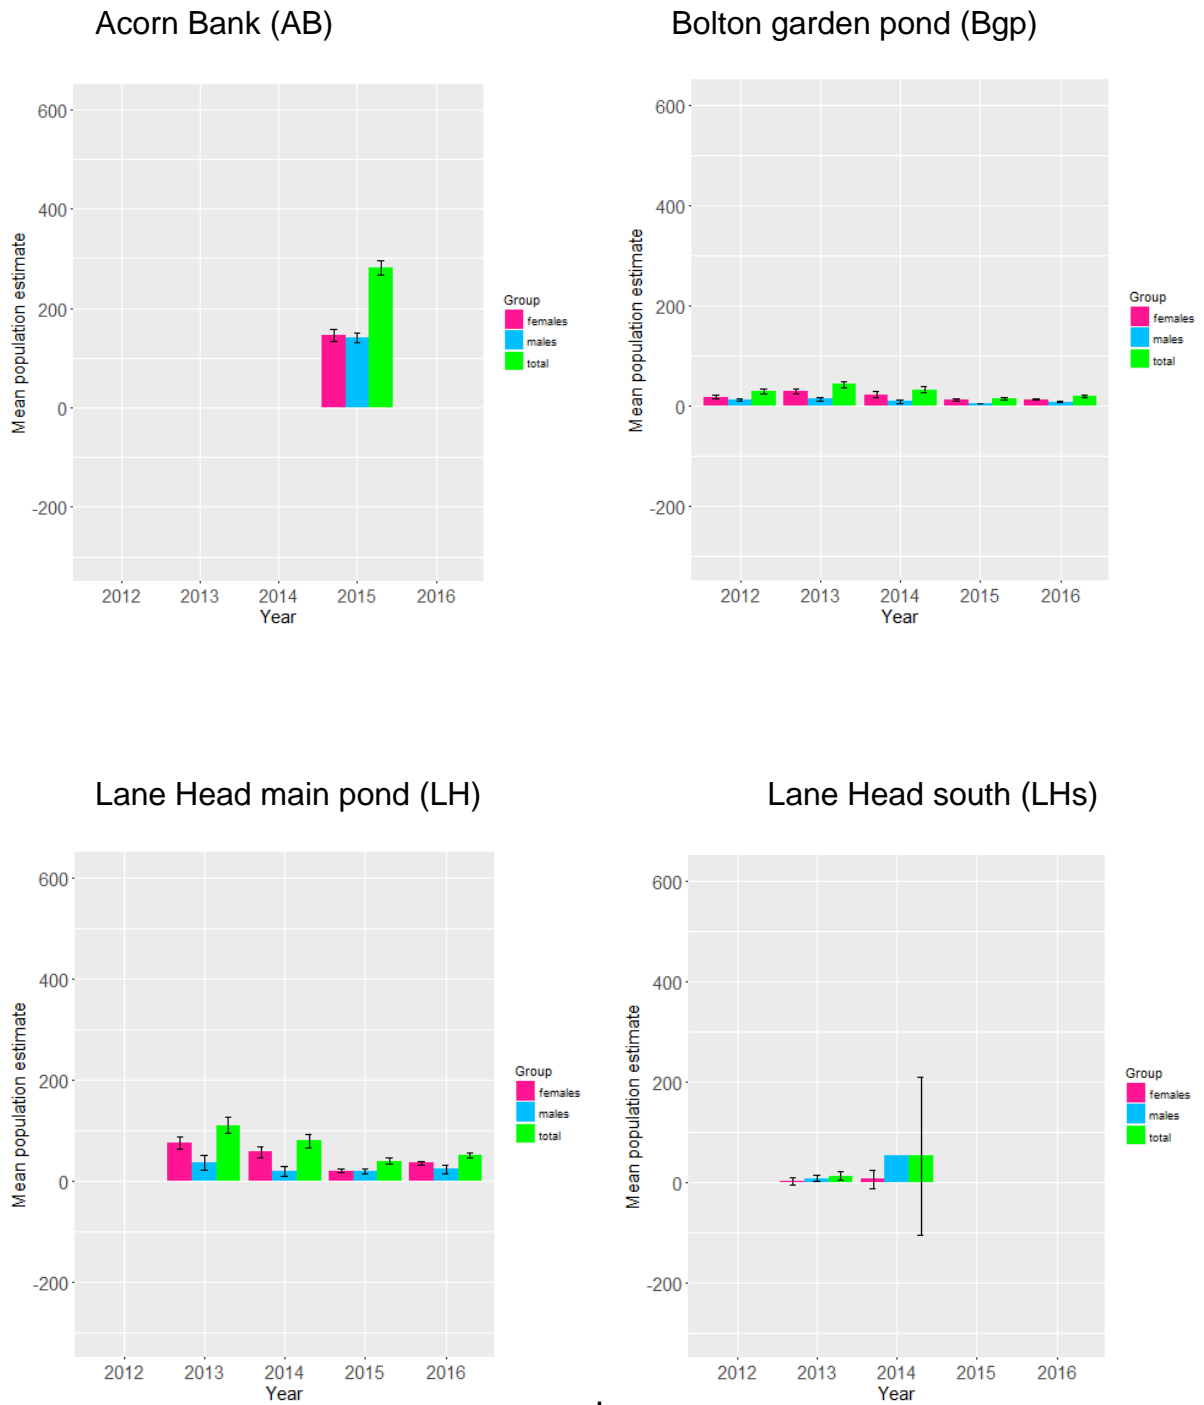 Acorn Bank (AB)
Mean population estimate
600
400
200
0
-200
2012 2013 2014 2015 2016
Year
Group
females
males
total
Bolton garden pond (Bgp)
Mean population estimate
600
400
200
0
-200
2012 2013 2014 2015 2016
Year
Group
females
males
total
Lane Head main pond (LH)
Mean population estimate
600
400
200
0
-200
2012 2013 2014 2015 2016
Year
Group
females
males
total
Lane Head south (LHs)
Mean population estimate
600
400
200
0
-200
2012 2013 2014 2015 2016
Year
Group
females
males
total
.